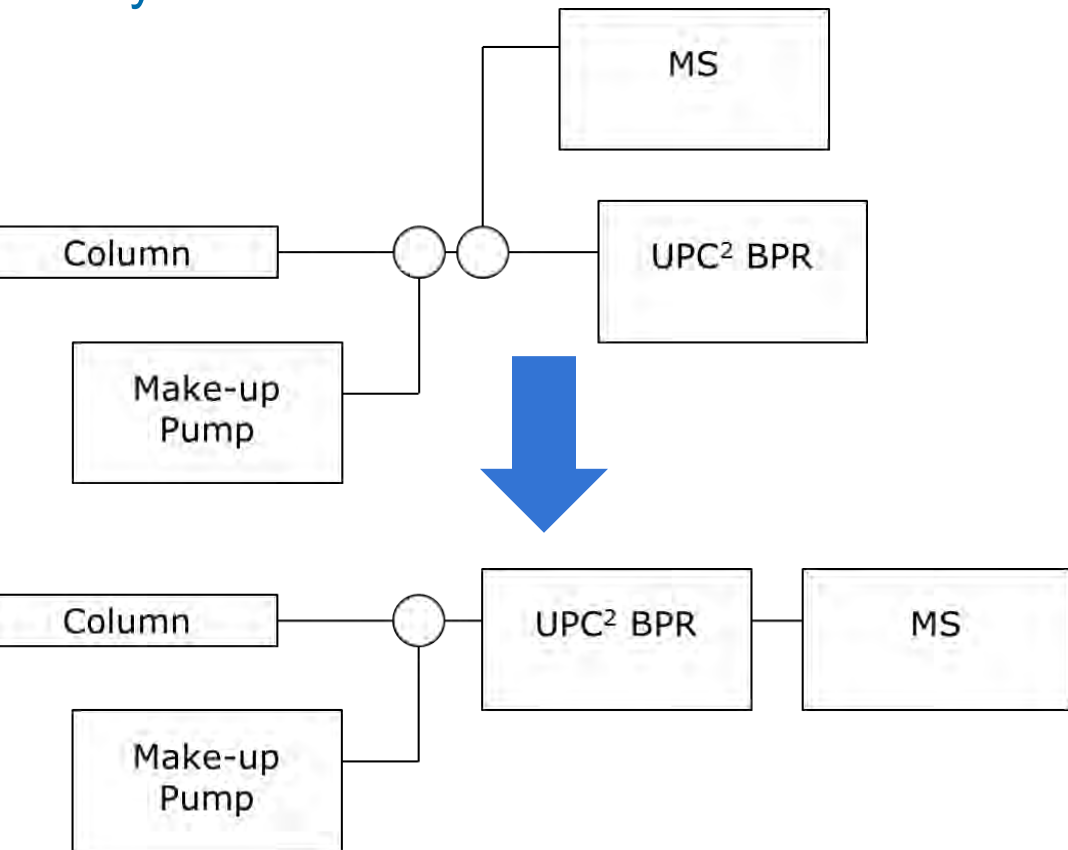 MS
Column
UPC² BPR
Make-up
Pump
Column
UPC² BPR
MS
Make-up
Pump